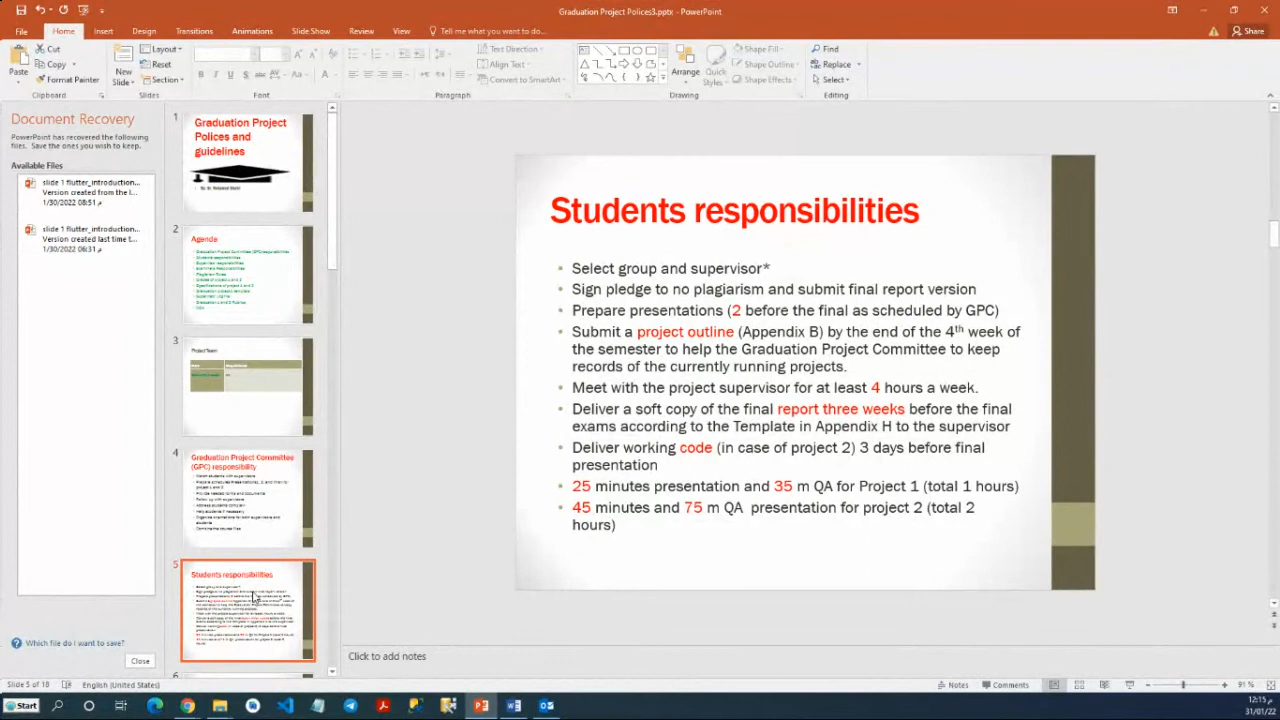 Graduation Project Polices3.pptx - PowerPoint
File Home Insert Design Transitions Animations Slide Show Review View Tell me what you want to do... Share
Paste
Cut
Copy
Format Painter
Clipboard
New Slide
Layout
Reset
Section
Slides
Font
Text Direction
Align Text
Convert to SmartArt
Paragraph
Arrange
Quick Styles
Shape Fill
Shape Outline
Shape Effects
Drawing
Find
Replace
Select
Editing
Document Recovery
PowerPoint has recovered the following
files. Save the ones you wish to keep.
Available Files
slide 1 flutter_introduction...
Version created from the l...
1/30/2022 08:51 م
slide 1 flutter_introduction...
Version created last time t...
1/30/2022 06:31 م
Which file do I want to save?
Close
1
Graduation Project
Polices and
guidelines
2
Agenda
3
Project Team
4
Graduation Project Committee
(GPC) responsibility
5
Students responsibilities
6
Students responsibilities
• Select group and supervisor*
• Sign pledge of no plagiarism and submit final report version
• Prepare presentations (2 before the final as scheduled by GPC)
• Submit a project outline (Appendix B) by the end of the 4th week of
the semester to help the Graduation Project Committee to keep
records of the currently running projects.
• Meet with the project supervisor for at least 4 hours a week.
• Deliver a soft copy of the final report three weeks before the final
exams according to the Template in Appendix H to the supervisor
• Deliver working code (in case of project 2) 3 days before final
presentation.
• 25 minutes presentation and 35 m QA for Project 1 (total 1 hours)
• 45 minutes and 75 m QA presentation for project 2 (total 2
hours)
Click to add notes
Slide 5 of 18 English (United States) Notes Comments 91 %
Start
12:15 م
31/01/22